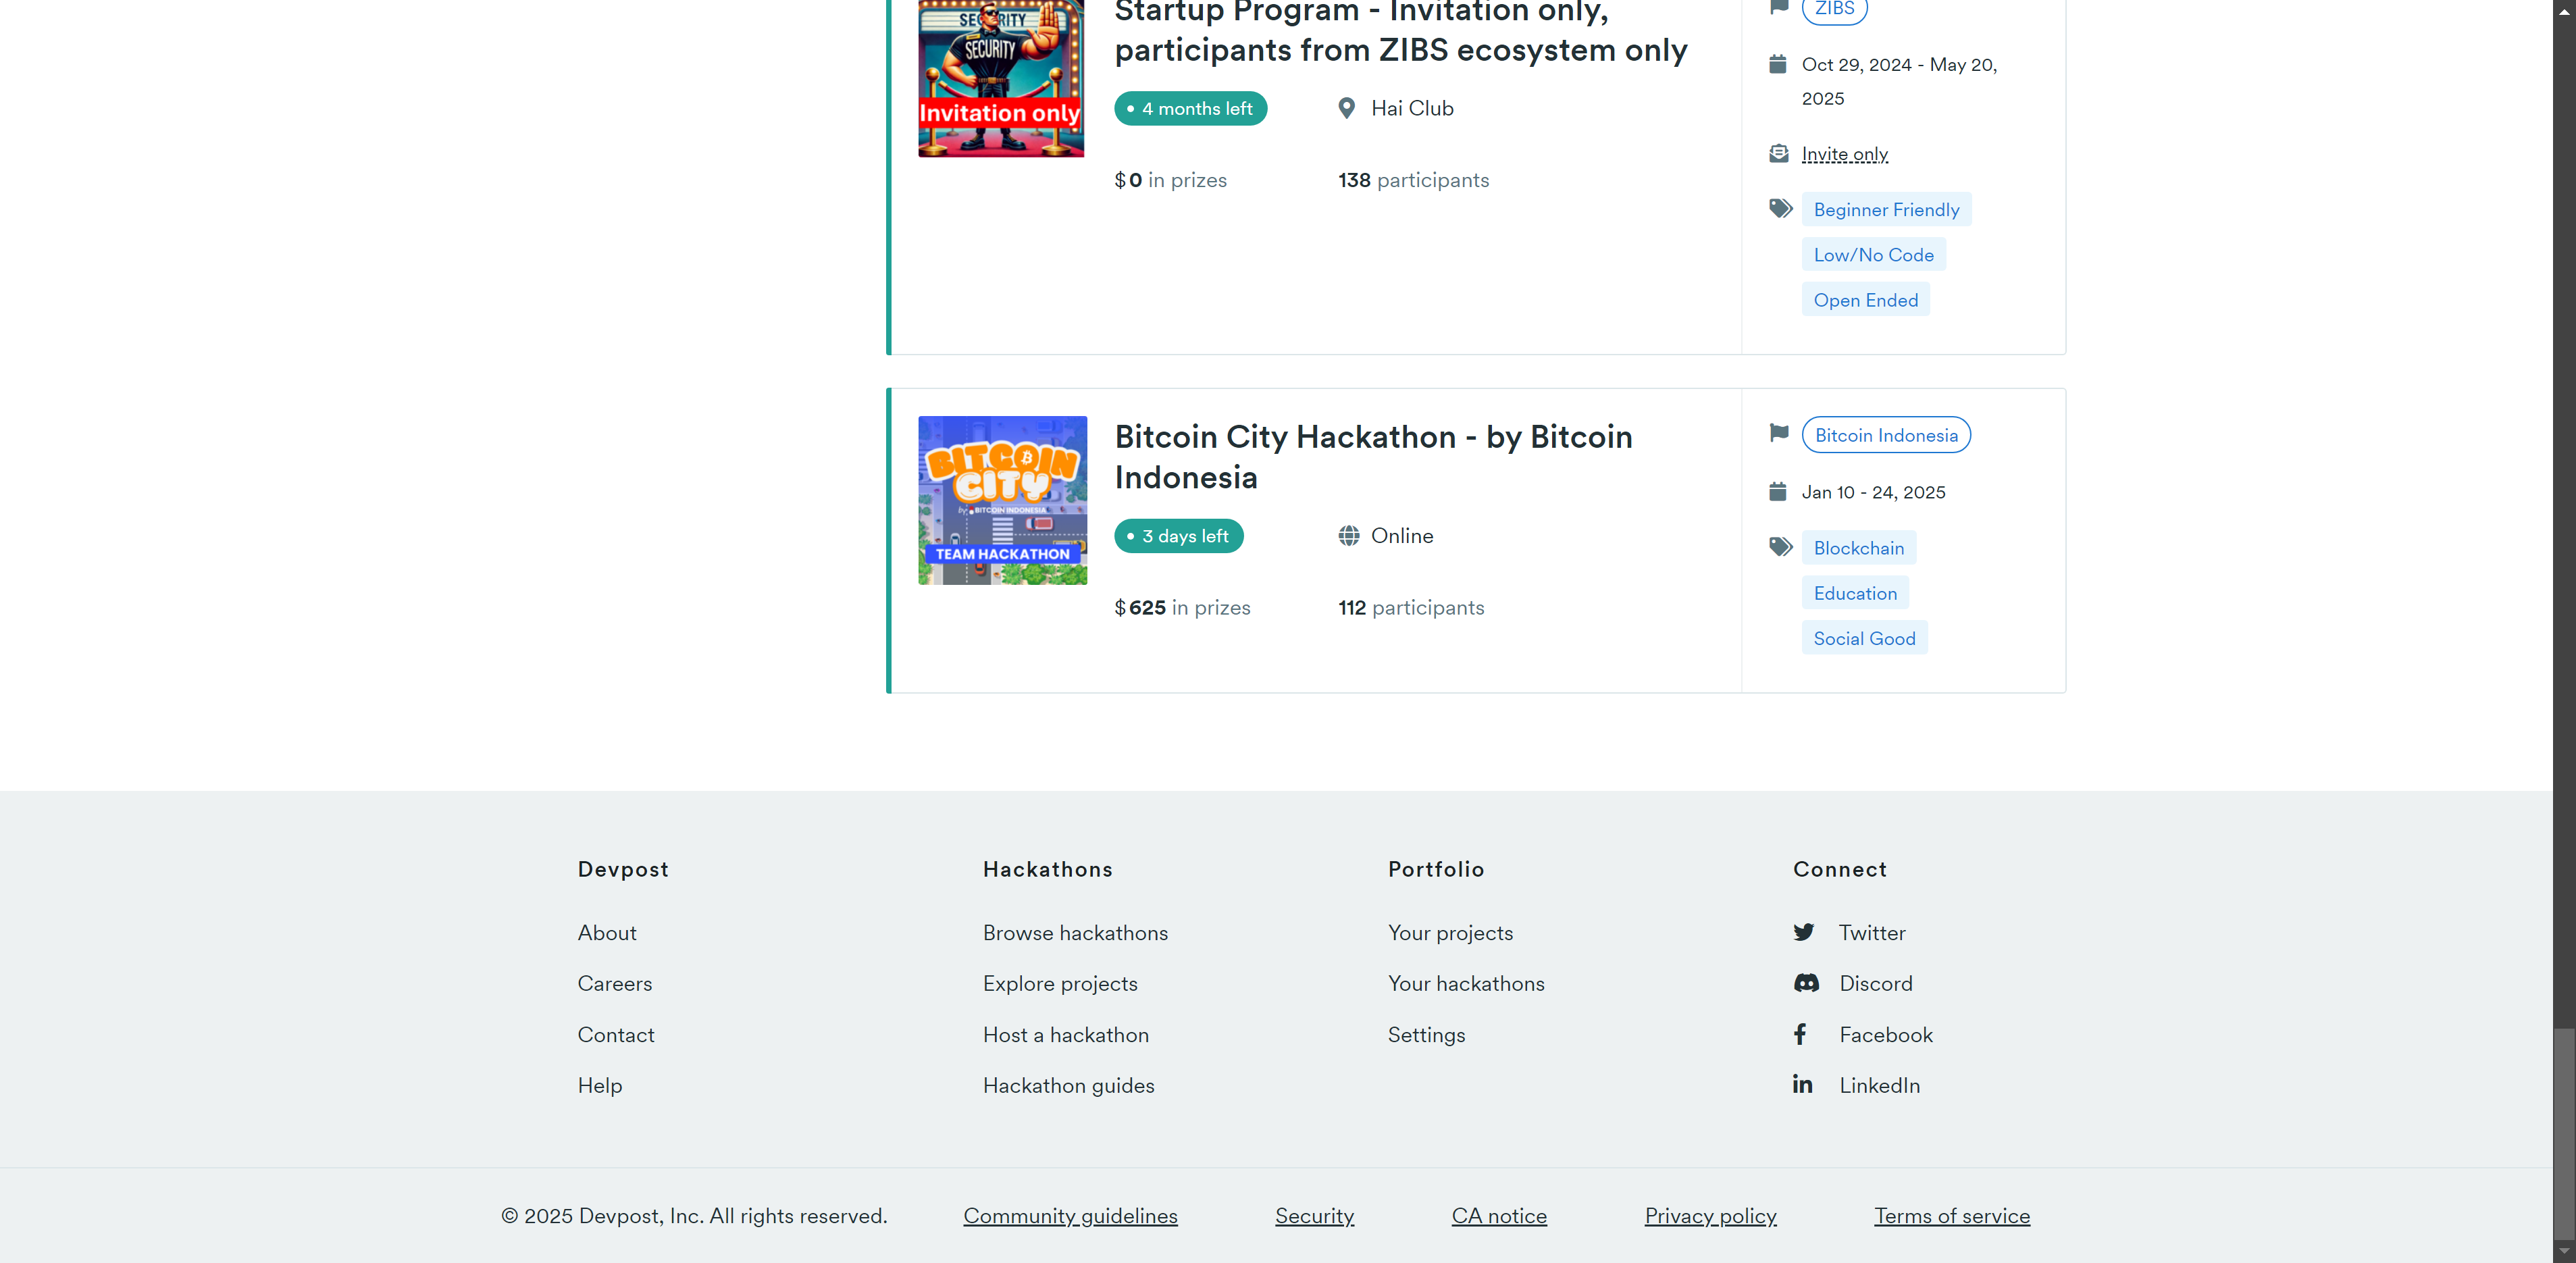 SECURITY
SECURITY
Invitation only
Startup Program - Invitation only,
participants from ZIBS ecosystem only
4 months left
Hai Club
$0 in prizes
138 participants
ZIBS
Oct 29, 2024 - May 20,
2025
Invite only
Beginner Friendly
Low/No Code
Open Ended
BITCOIN
CITY
by BITCOIN INDONESIA
TEAM HACKATHON
Bitcoin City Hackathon - by Bitcoin
Indonesia
3 days left
Online
$625 in prizes
112 participants
Bitcoin Indonesia
Jan 10 - 24, 2025
Blockchain
Education
Social Good
Devpost
About
Careers
Contact
Help
Hackathons
Browse hackathons
Explore projects
Host a hackathon
Hackathon guides
Portfolio
Your projects
Your hackathons
Settings
Connect
Twitter
Discord
Facebook
LinkedIn
© 2025 Devpost, Inc. All rights reserved.
Community guidelines
Security
CA notice
Privacy policy
Terms of service